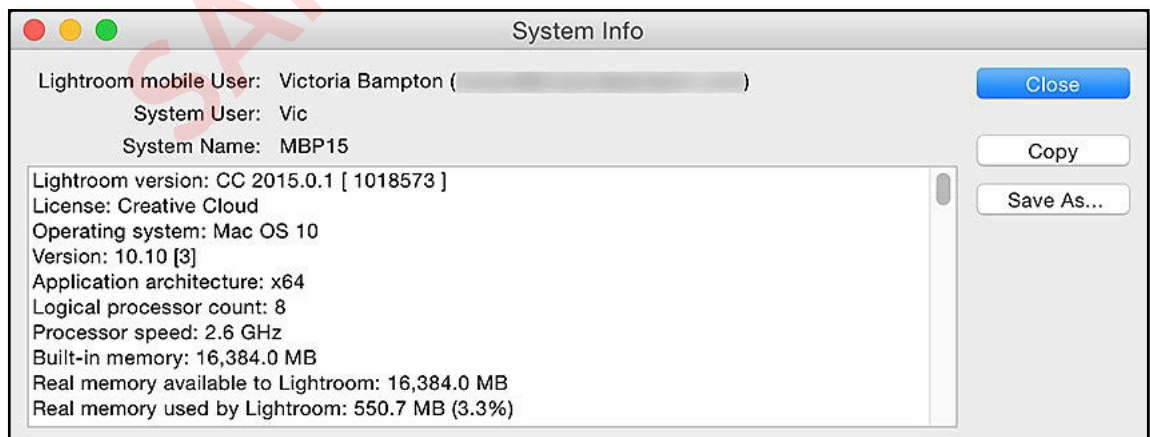 System Info
Lightroom mobile User: Victoria Bampton ( )
System User: Vic
System Name: MBP15
Close
Copy
Save As...
Lightroom version: CC 2015.0.1 [ 1018573 ]
License: Creative Cloud
Operating system: Mac OS 10
Version: 10.10 [3]
Application architecture: x64
Logical processor count: 8
Processor speed: 2.6 GHz
Built-in memory: 16,384.0 MB
Real memory available to Lightroom: 16,384.0 MB
Real memory used by Lightroom: 550.7 MB (3.3%)